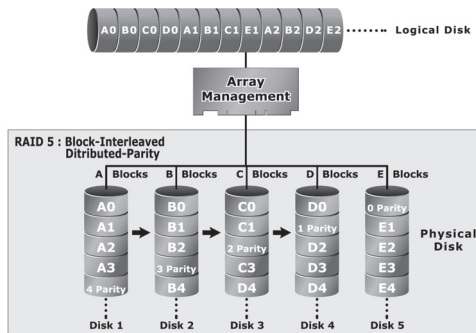 A0 B0 C0 D0 A1 B1 C1 E1 A2 B2 D2 E2 Logical Disk
Array
Management
RAID 5 : Block-Interleaved
Ditributed-Parity
A Blocks B Blocks C Blocks D Blocks E Blocks
A0 B0 C0 D0 0 Parity
A1 B1 C1 1 Parity E1
A2 B2 2 Parity D2 E2
A3 3 Parity C3 D3 E3
4 Parity B4 D4 D4 E4
Physical
Disk
Disk 1 Disk 2 Disk 3 Disk 4 Disk 5